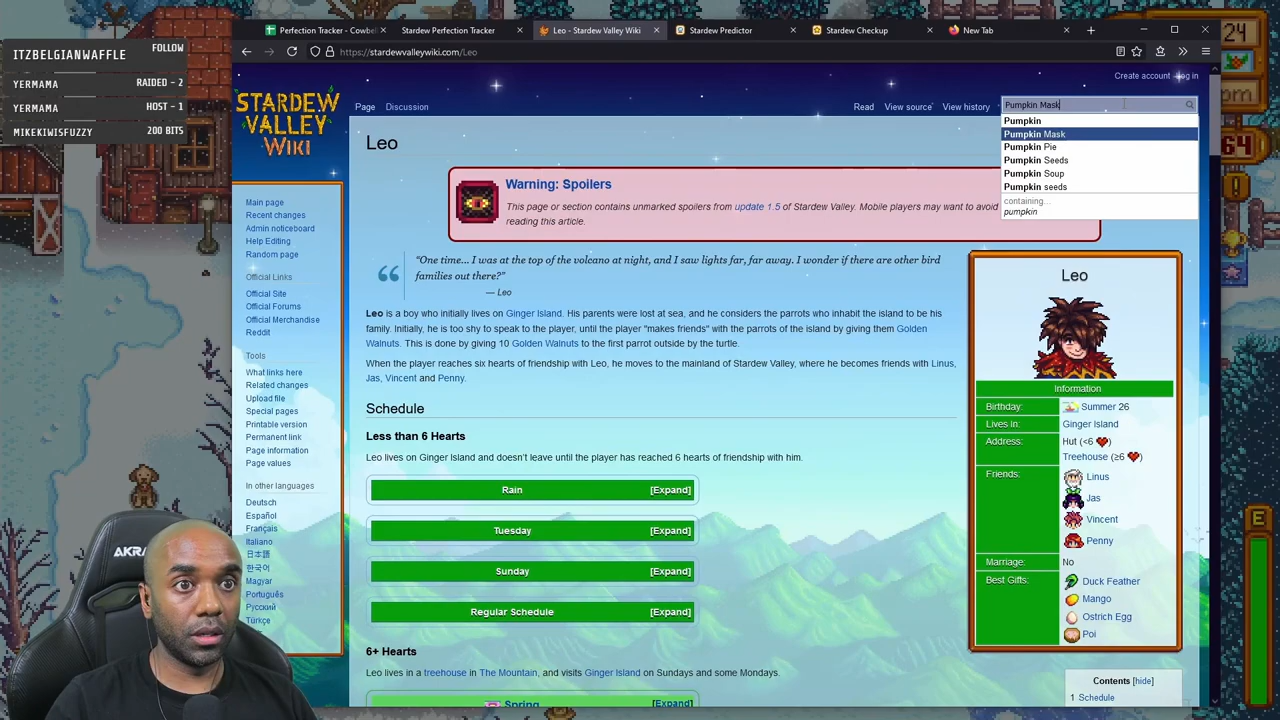 ITZBELGIANWAFFLE FOLLOW
YERMAMA RAIDED - 2
YERMAMA HOST - 1
MIKEKIWISFUZZY 200 BITS
Perfection Tracker - Cowbel
Stardew Perfection Tracker
Leo - Stardew Valley Wiki
Stardew Predictor
Stardew Checkup
New Tab
https://stardewvalleywiki.com/Leo
24
pm
64
E
Create account
STARDEW
VALLEY
WIKI
Page Discussion Read View source View history
Pumpkin Mask
Pumpkin
Pumpkin Mask
Pumpkin Pie
Pumpkin Seeds
Pumpkin Soup
Pumpkin seeds
containing...
pumpkin
Main page
Recent changes
Admin noticeboard
Help Editing
Random page
Official Links
Official Site
Official Forums
Official Merchandise
Reddit
Tools
What links here
Related changes
Upload file
Special pages
Printable version
Permanent link
Page information
Page values
In other languages
Deutsch
Español
Français
Italiano
日本語
한국어
Magyar
Português
Русский
Türkçe
AKRA
Leo
Warning: Spoilers
This page or section contains unmarked spoilers from update 1.5 of Stardew Valley. Mobile players may want to avoid
reading this article.
“One time... I was at the top of the volcano at night, and I saw lights far, far away. I wonder if there are other bird
families out there?”
— Leo
Leo is a boy who initially lives on Ginger Island. His parents were lost at sea, and he considers the parrots who inhabit the island to be his
family. Initially, he is too shy to speak to the player, until the player "makes friends" with the parrots of the island by giving them Golden
Walnuts. This is done by giving 10 Golden Walnuts to the first parrot outside by the turtle.
When the player reaches six hearts of friendship with Leo, he moves to the mainland of Stardew Valley, where he becomes friends with Linus,
Jas, Vincent and Penny.
Schedule
Less than 6 Hearts
Leo lives on Ginger Island and doesn't leave until the player has reached 6 hearts of friendship with him.
Rain [Expand]
Tuesday [Expand]
Sunday [Expand]
Regular Schedule [Expand]
6+ Hearts
Leo lives in a treehouse in The Mountain, and visits Ginger Island on Sundays and some Mondays.
Spring [Expand]
Leo
Information
Birthday: Summer 26
Lives in: Ginger Island
Address: Hut (<6 )
Treehouse (≥6 )
Friends: Linus
Jas
Vincent
Penny
Marriage: No
Best Gifts: Duck Feather
Mango
Ostrich Egg
Poi
Contents [hide]
1 Schedule